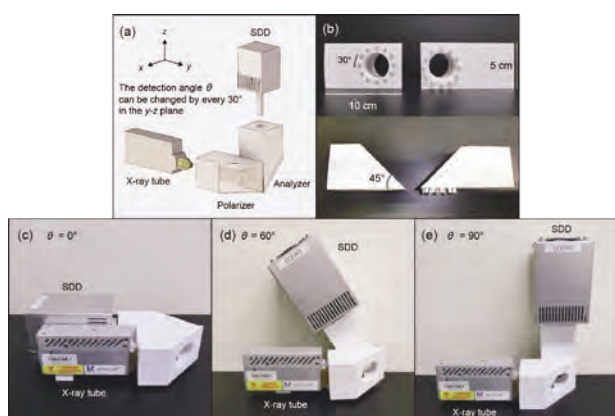 (a)
SDD
z
x
y
The detection angle θ
can be changed by every 30°
in the y-z plane
X-ray tube
Analyzer
Polarizer
(b)
30°
5 cm
10 cm
45°
(c)
θ = 0°
SDD
X-ray tube
(d)
θ = 60°
SDD
X-ray tube
(e)
θ = 90°
SDD
X-ray tube